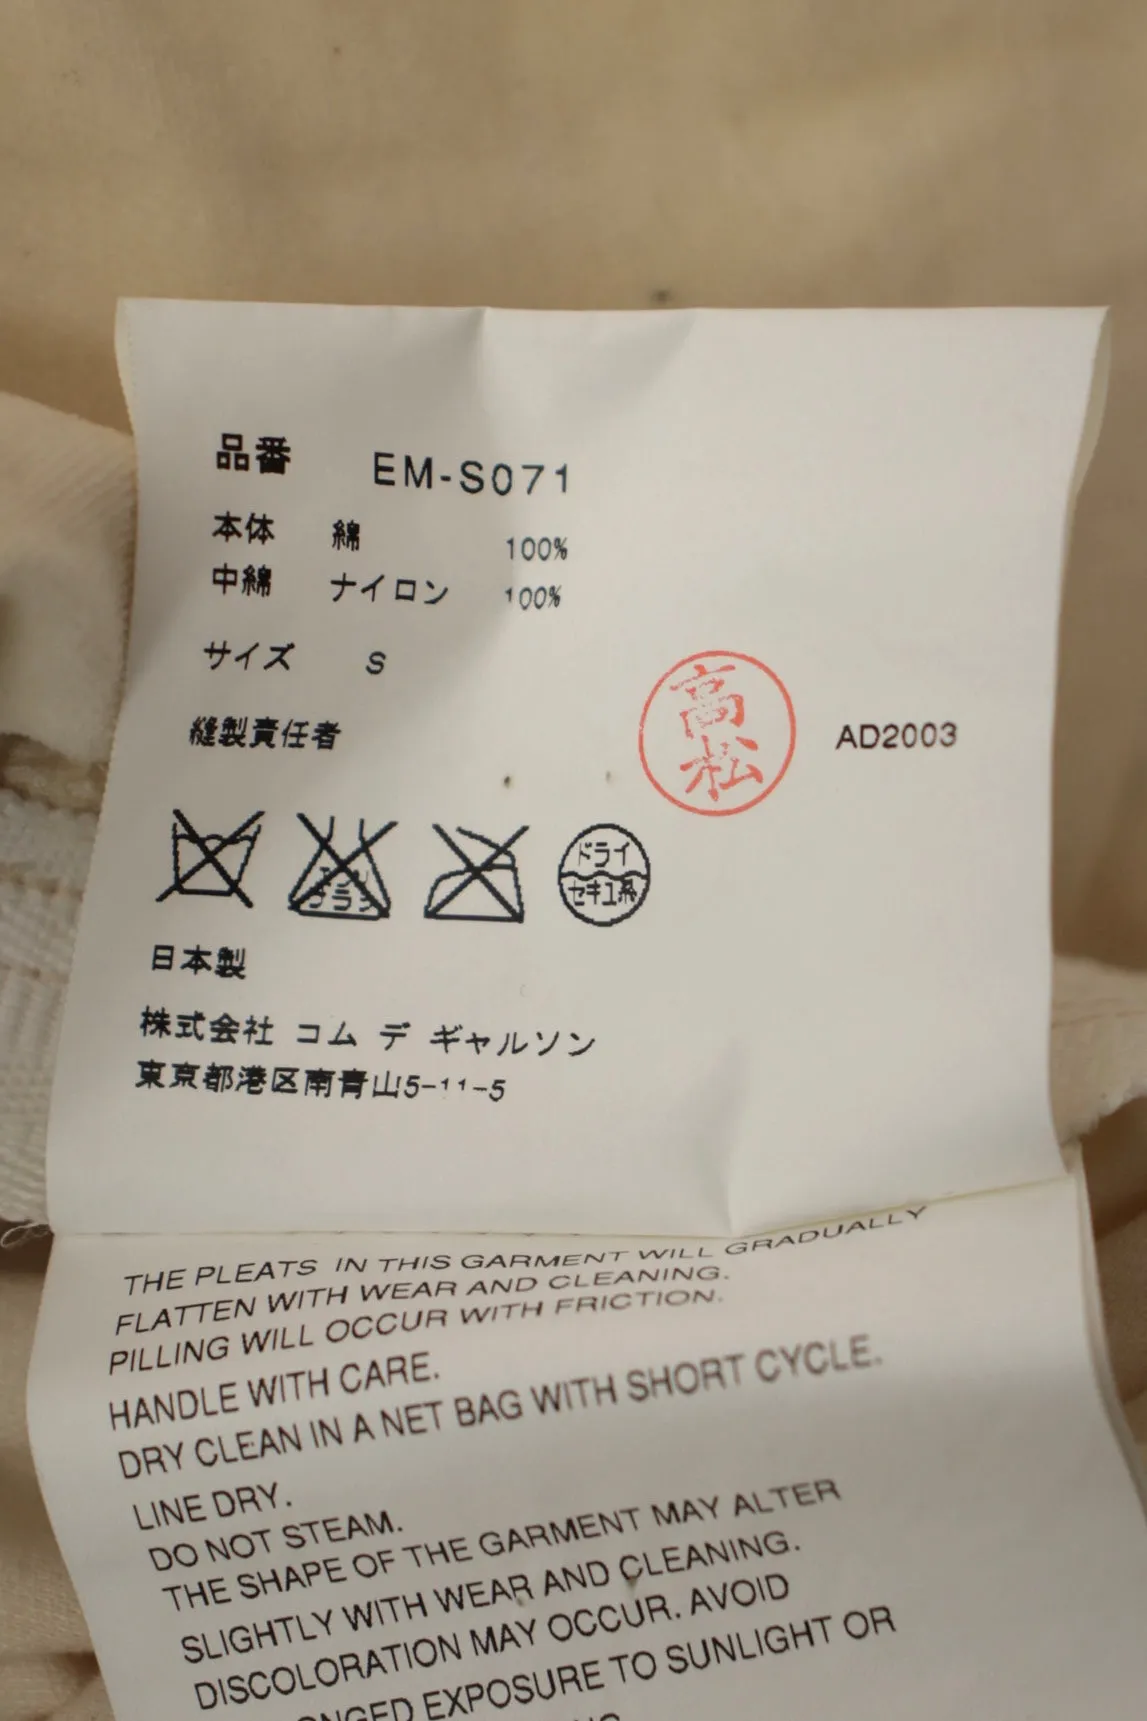 品番 EM-S071
本体 綿 100%
中綿 ナイロン 100%
サイズ S
縫製責任者 高松 AD2003
ドライ
セキユ系
日本製
株式会社 コム デ ギャルソン
東京都港区南青山5-11-5
THE PLEATS IN THIS GARMENT WILL GRADUALLY
FLATTEN WITH WEAR AND CLEANING.
PILLING WILL OCCUR WITH FRICTION.
HANDLE WITH CARE.
DRY CLEAN IN A NET BAG WITH SHORT CYCLE.
LINE DRY.
DO NOT STEAM.
THE SHAPE OF THE GARMENT MAY ALTER
SLIGHTLY WITH WEAR AND CLEANING.
DISCOLORATION MAY OCCUR. AVOID
EXPOSURE TO SUNLIGHT OR